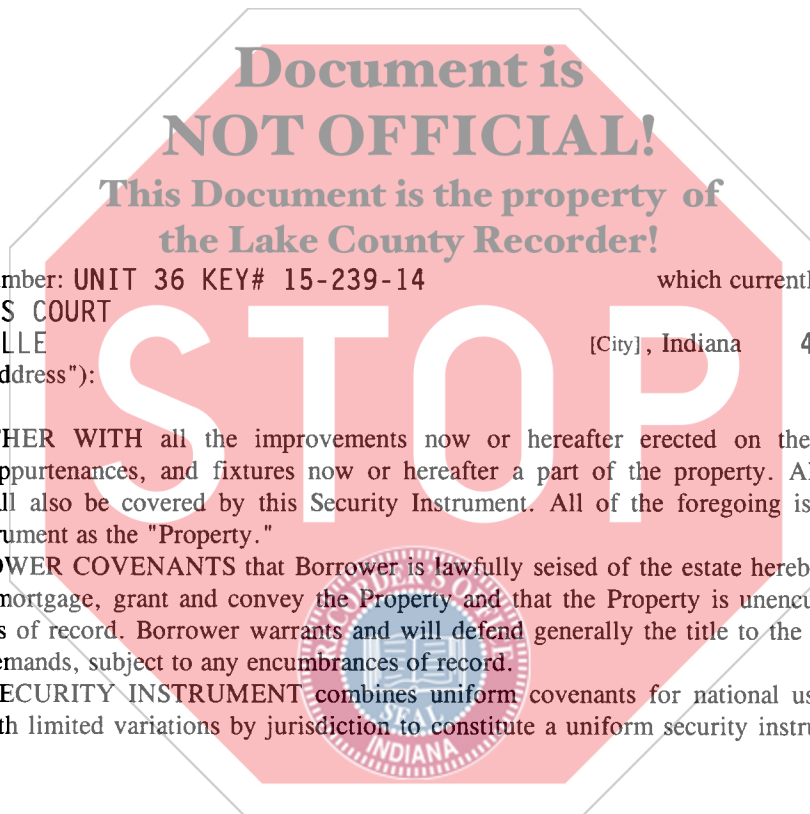 Document is
NOT OFFICIAL!
This Document is the property of
the Lake County Recorder!
mber: UNIT 36 KEY# 15-239-14 which currentl
S COURT
LLE [City], Indiana 4
ddress"):
STOP
HER WITH all the improvements now or hereafter erected on the
ppurtenances, and fixtures now or hereafter a part of the property. Al
ll also be covered by this Security Instrument. All of the foregoing is
rument as the "Property."
OWER COVENANTS that Borrower is lawfully seised of the estate hereb
mortgage, grant and convey the Property and that the Property is unencu
s of record. Borrower warrants and will defend generally the title to the
emands, subject to any encumbrances of record.
ECURITY INSTRUMENT combines uniform covenants for national us
th limited variations by jurisdiction to constitute a uniform security instru
RECORDER'S OFFICE
SEAL
INDIANA